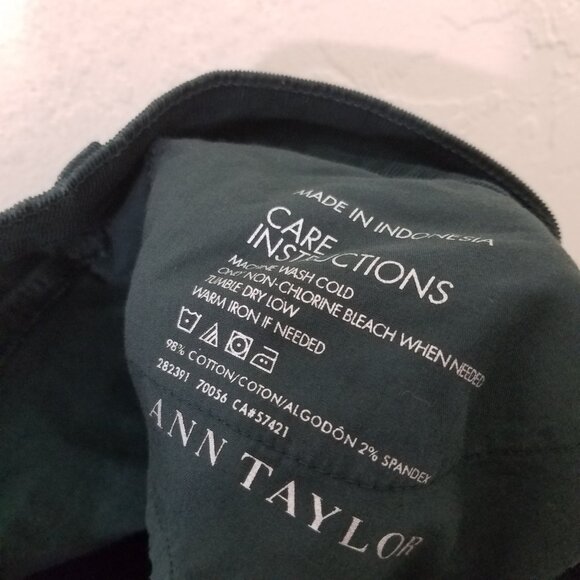 MADE IN INDONESIA
CARE
INSTRUCTIONS
MACHINE WASH COLD
ONLY NON-CHLORINE BLEACH WHEN NEEDED
TUMBLE DRY LOW
WARM IRON IF NEEDED
98% COTTON/COTON/ALGODÓN 2% SPANDEX
282391 70056 CA#57421
ANN TAYLOR